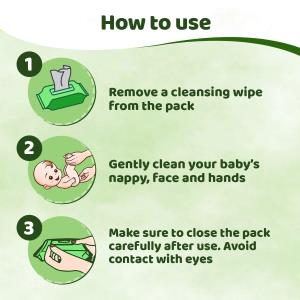 How to use
1
Remove a cleansing wipe
from the pack
2
Gently clean your baby's
nappy, face and hands
3
Make sure to close the pack
carefully after use. Avoid
contact with eyes